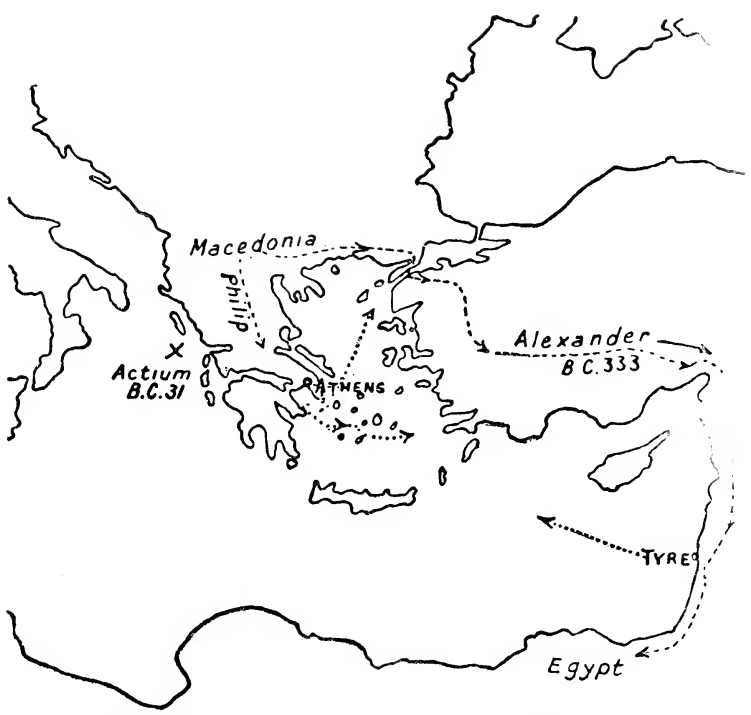 Macedonia
Philip
Alexander
B.C.333
Actium
B.C.31
ATHENS
TYRE
Egypt